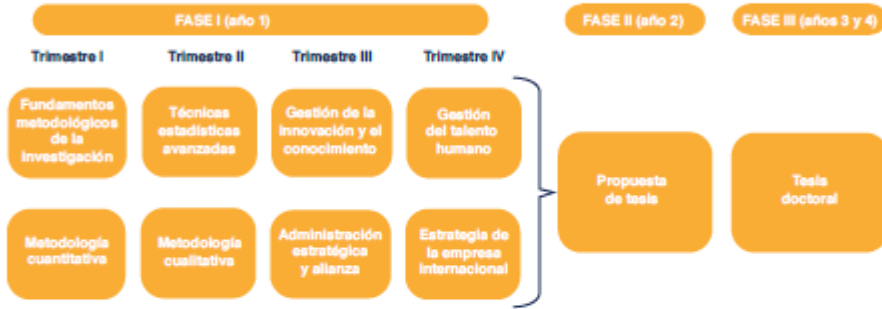 FASE I (año 1)
FASE II (año 2)
FASE III (años 3 y 4)
Trimestre I
Trimestre II
Trimestre III
Trimestre IV
Fundamentos
metodológicos
de la
investigación
Técnicas
estadísticas
avanzadas
Gestión de la
innovación y el
conocimiento
Gestión
del talento
humano
Metodología
cuantitativa
Metodología
cualitativa
Administración
estratégica
y alianza
Estrategia de
la empresa
internacional
Propuesta
de tesis
Tesis
doctoral